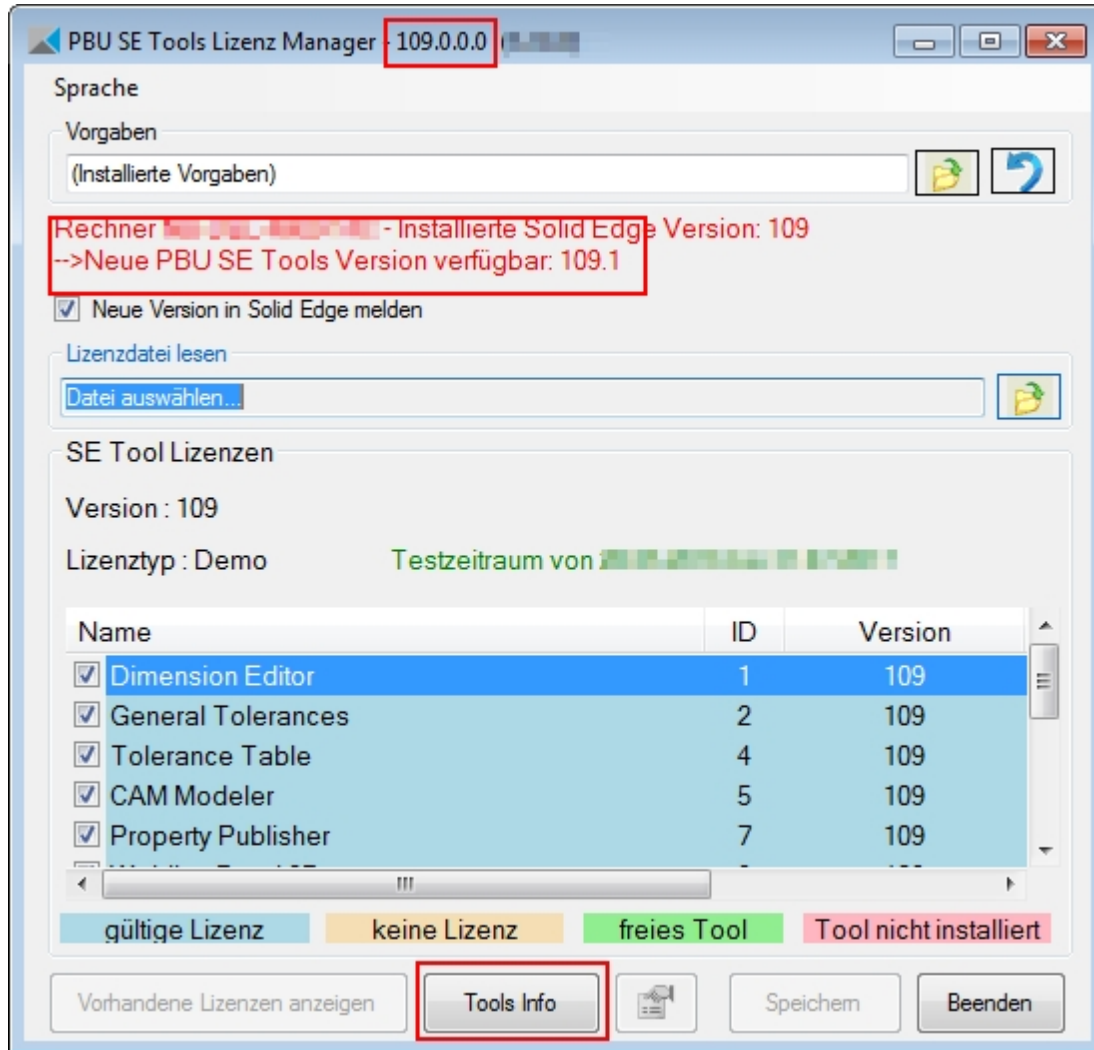 PBU SE Tools Lizenz Manager - 109.0.0.0 (
Sprache
Vorgaben
(Installierte Vorgaben)
Rechner - Installierte Solid Edge Version: 109
-->Neue PBU SE Tools Version verfügbar: 109.1
Neue Version in Solid Edge melden
Lizenzdatei lesen
Datei auswählen...
SE Tool Lizenzen
Version : 109
Lizenztyp : Demo Testzeitraum von
Name ID Version
Dimension Editor 1 109
General Tolerances 2 109
Tolerance Table 4 109
CAM Modeler 5 109
Property Publisher 7 109
gültige Lizenz keine Lizenz freies Tool Tool nicht installiert
Vorhandene Lizenzen anzeigen Tools Info Speichern Beenden